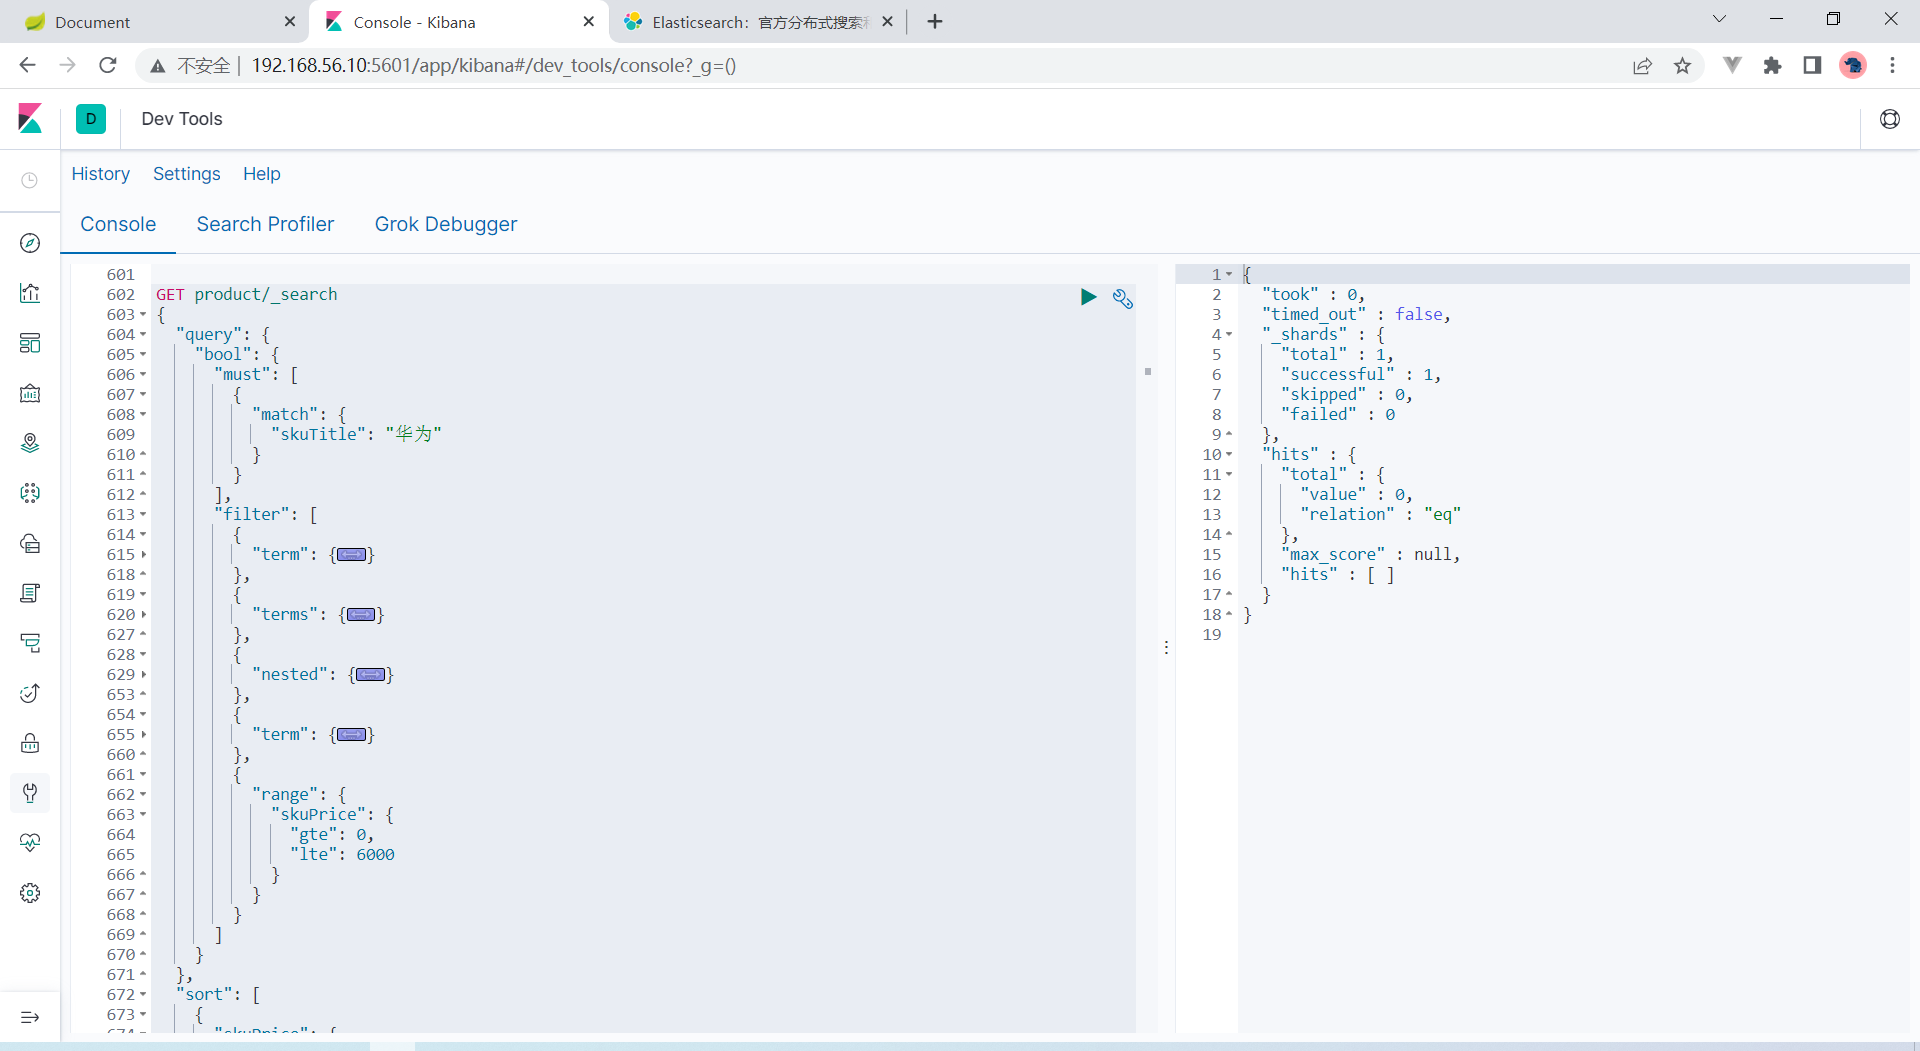 Document
Console - Kibana
Elasticsearch：官方分布式搜索和
不安全 | 192.168.56.10:5601/app/kibana#/dev_tools/console?_g=()
D
Dev Tools
History Settings Help
Console Search Profiler Grok Debugger
601
602 GET product/_search
603 {
604 "query": {
605 "bool": {
606 "must": [
607 {
608 "match": {
609 "skuTitle": "华为"
610 }
611 }
612 ],
613 "filter": [
614 {
615 "term": {}
618 },
619 {
620 "terms": {}
627 },
628 {
629 "nested": {}
653 },
654 {
655 "term": {}
660 },
661 {
662 "range": {
663 "skuPrice": {
664 "gte": 0,
665 "lte": 6000
666 }
667 }
668 }
669 ]
670 }
671 },
672 "sort": [
673 {
674 "skuPrice": {
1 {
2 "took" : 0,
3 "timed_out" : false,
4 "_shards" : {
5 "total" : 1,
6 "successful" : 1,
7 "skipped" : 0,
8 "failed" : 0
9 },
10 "hits" : {
11 "total" : {
12 "value" : 0,
13 "relation" : "eq"
14 },
15 "max_score" : null,
16 "hits" : [ ]
17 }
18 }
19